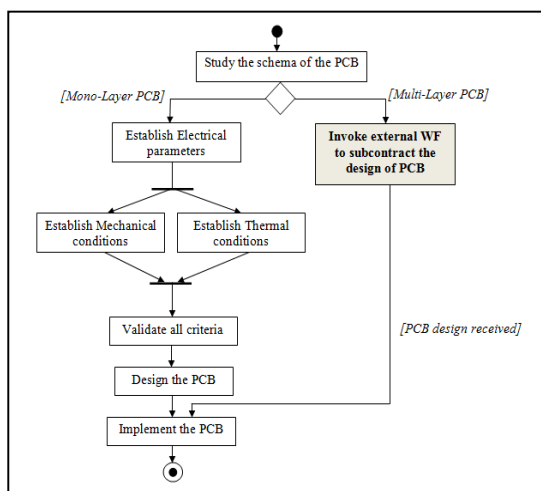 Study the schema of the PCB
[Mono-Layer PCB]
[Multi-Layer PCB]
Establish Electrical
parameters
Invoke external WF
to subcontract the
design of PCB
Establish Mechanical
conditions
Establish Thermal
conditions
Validate all criteria
[PCB design received]
Design the PCB
Implement the PCB